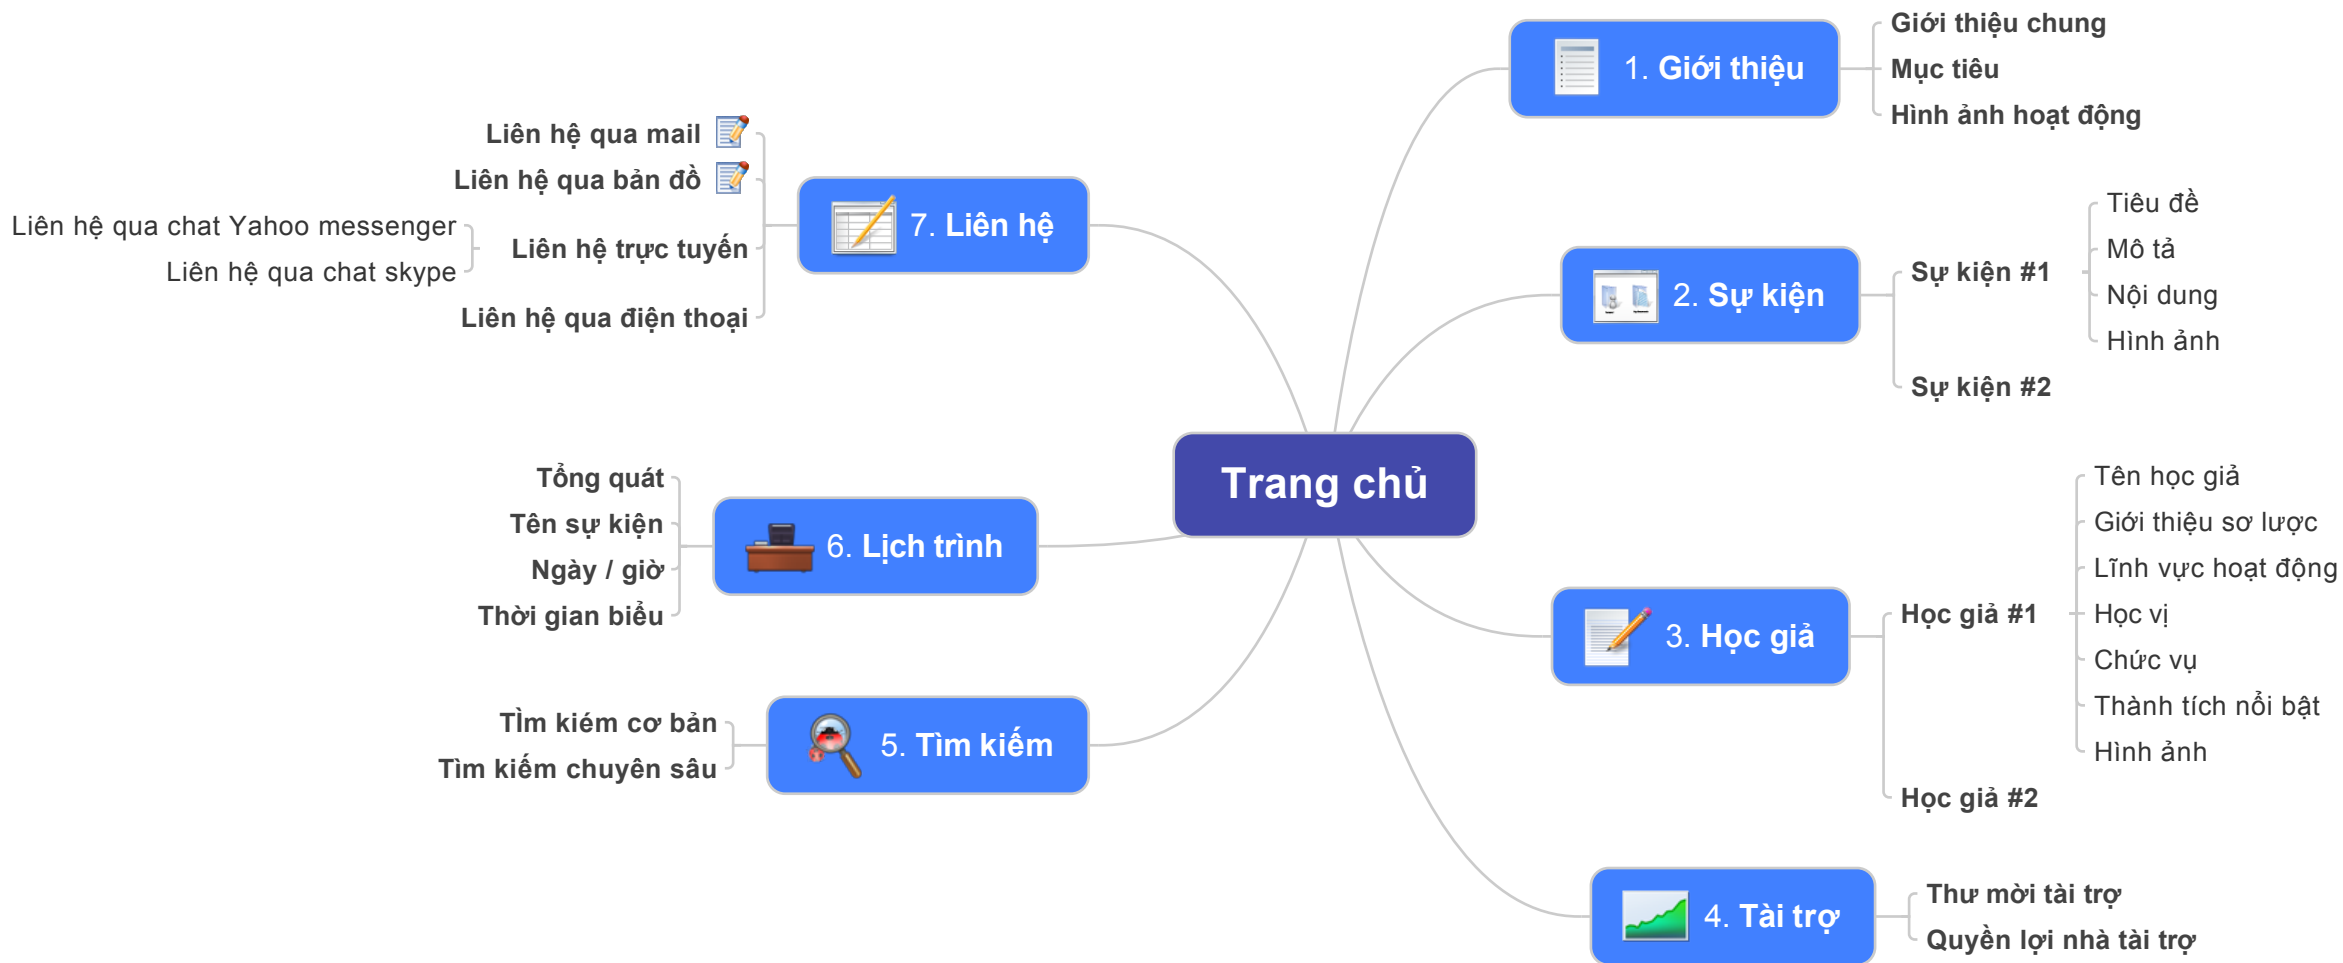 Trang chủ
1. Giới thiệu
Giới thiệu chung
Mục tiêu
Hình ảnh hoạt động
2. Sự kiện
Sự kiện #1
Tiêu đề
Mô tả
Nội dung
Hình ảnh
Sự kiện #2
3. Học giả
Học giả #1
Tên học giả
Giới thiệu sơ lược
Lĩnh vực hoạt động
Học vị
Chức vụ
Thành tích nổi bật
Hình ảnh
Học giả #2
4. Tài trợ
Thư mời tài trợ
Quyền lợi nhà tài trợ
5. Tìm kiếm
TÌm kiém cơ bản
Tìm kiếm chuyên sâu
6. Lịch trình
Tổng quát
Tên sự kiện
Ngày / giờ
Thời gian biểu
7. Liên hệ
Liên hệ qua mail
Liên hệ qua bản đồ
Liên hệ trực tuyến
Liên hệ qua chat Yahoo messenger
Liên hệ qua chat skype
Liên hệ qua điện thoại